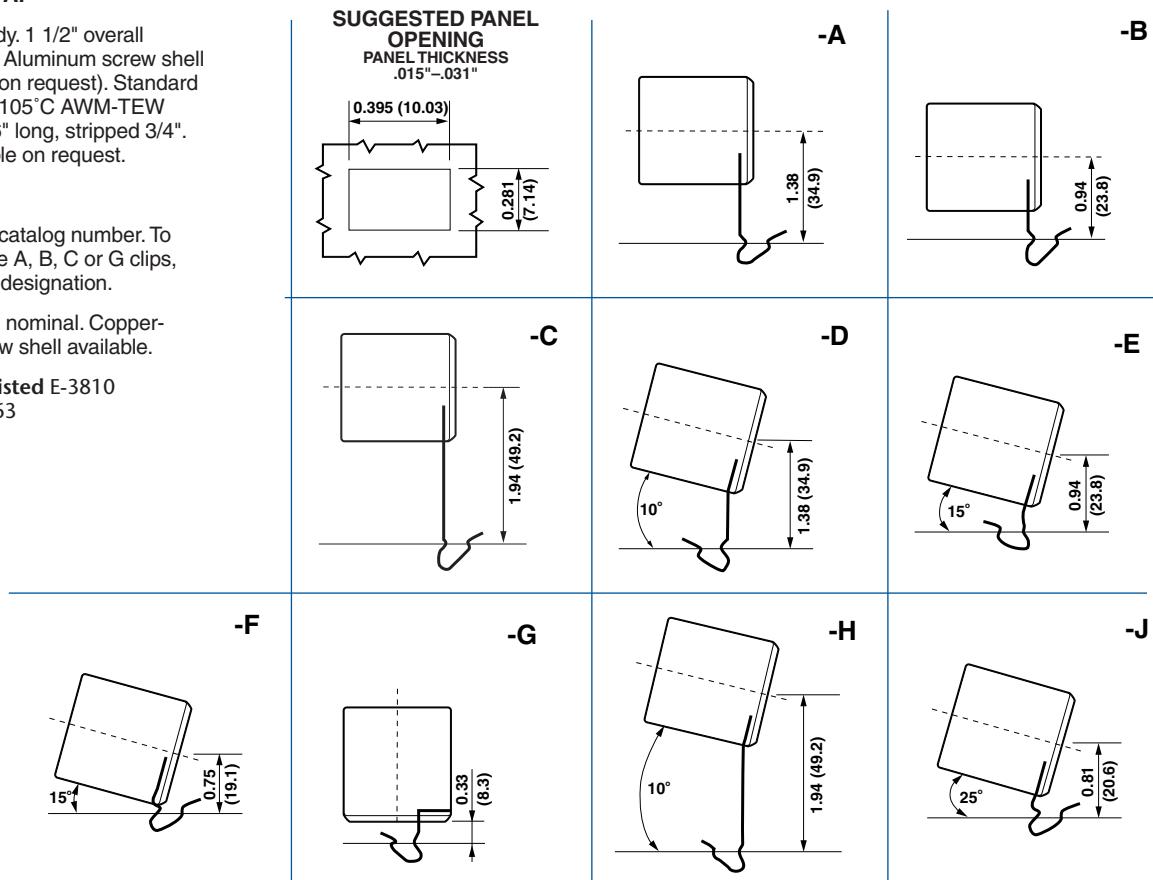 dy. 1 1/2" overall
Aluminum screw shell
on request). Standard
105˚C AWM-TEW
" long, stripped 3/4".
le on request.
catalog number. To
e A, B, C or G clips,
designation.
nominal. Copper-
w shell available.
isted E-3810
63
SUGGESTED PANEL
OPENING
PANEL THICKNESS
.015"–.031"
0.395 (10.03)
0.281
(7.14)
-A
1.38
(34.9)
-B
0.94
(23.8)
-C
1.94 (49.2)
-D
10°
1.38 (34.9)
-E
15°
0.94
(23.8)
-F
15°
0.75
(19.1)
-G
0.33
(8.3)
-H
10°
1.94 (49.2)
-J
25°
0.81
(20.6)